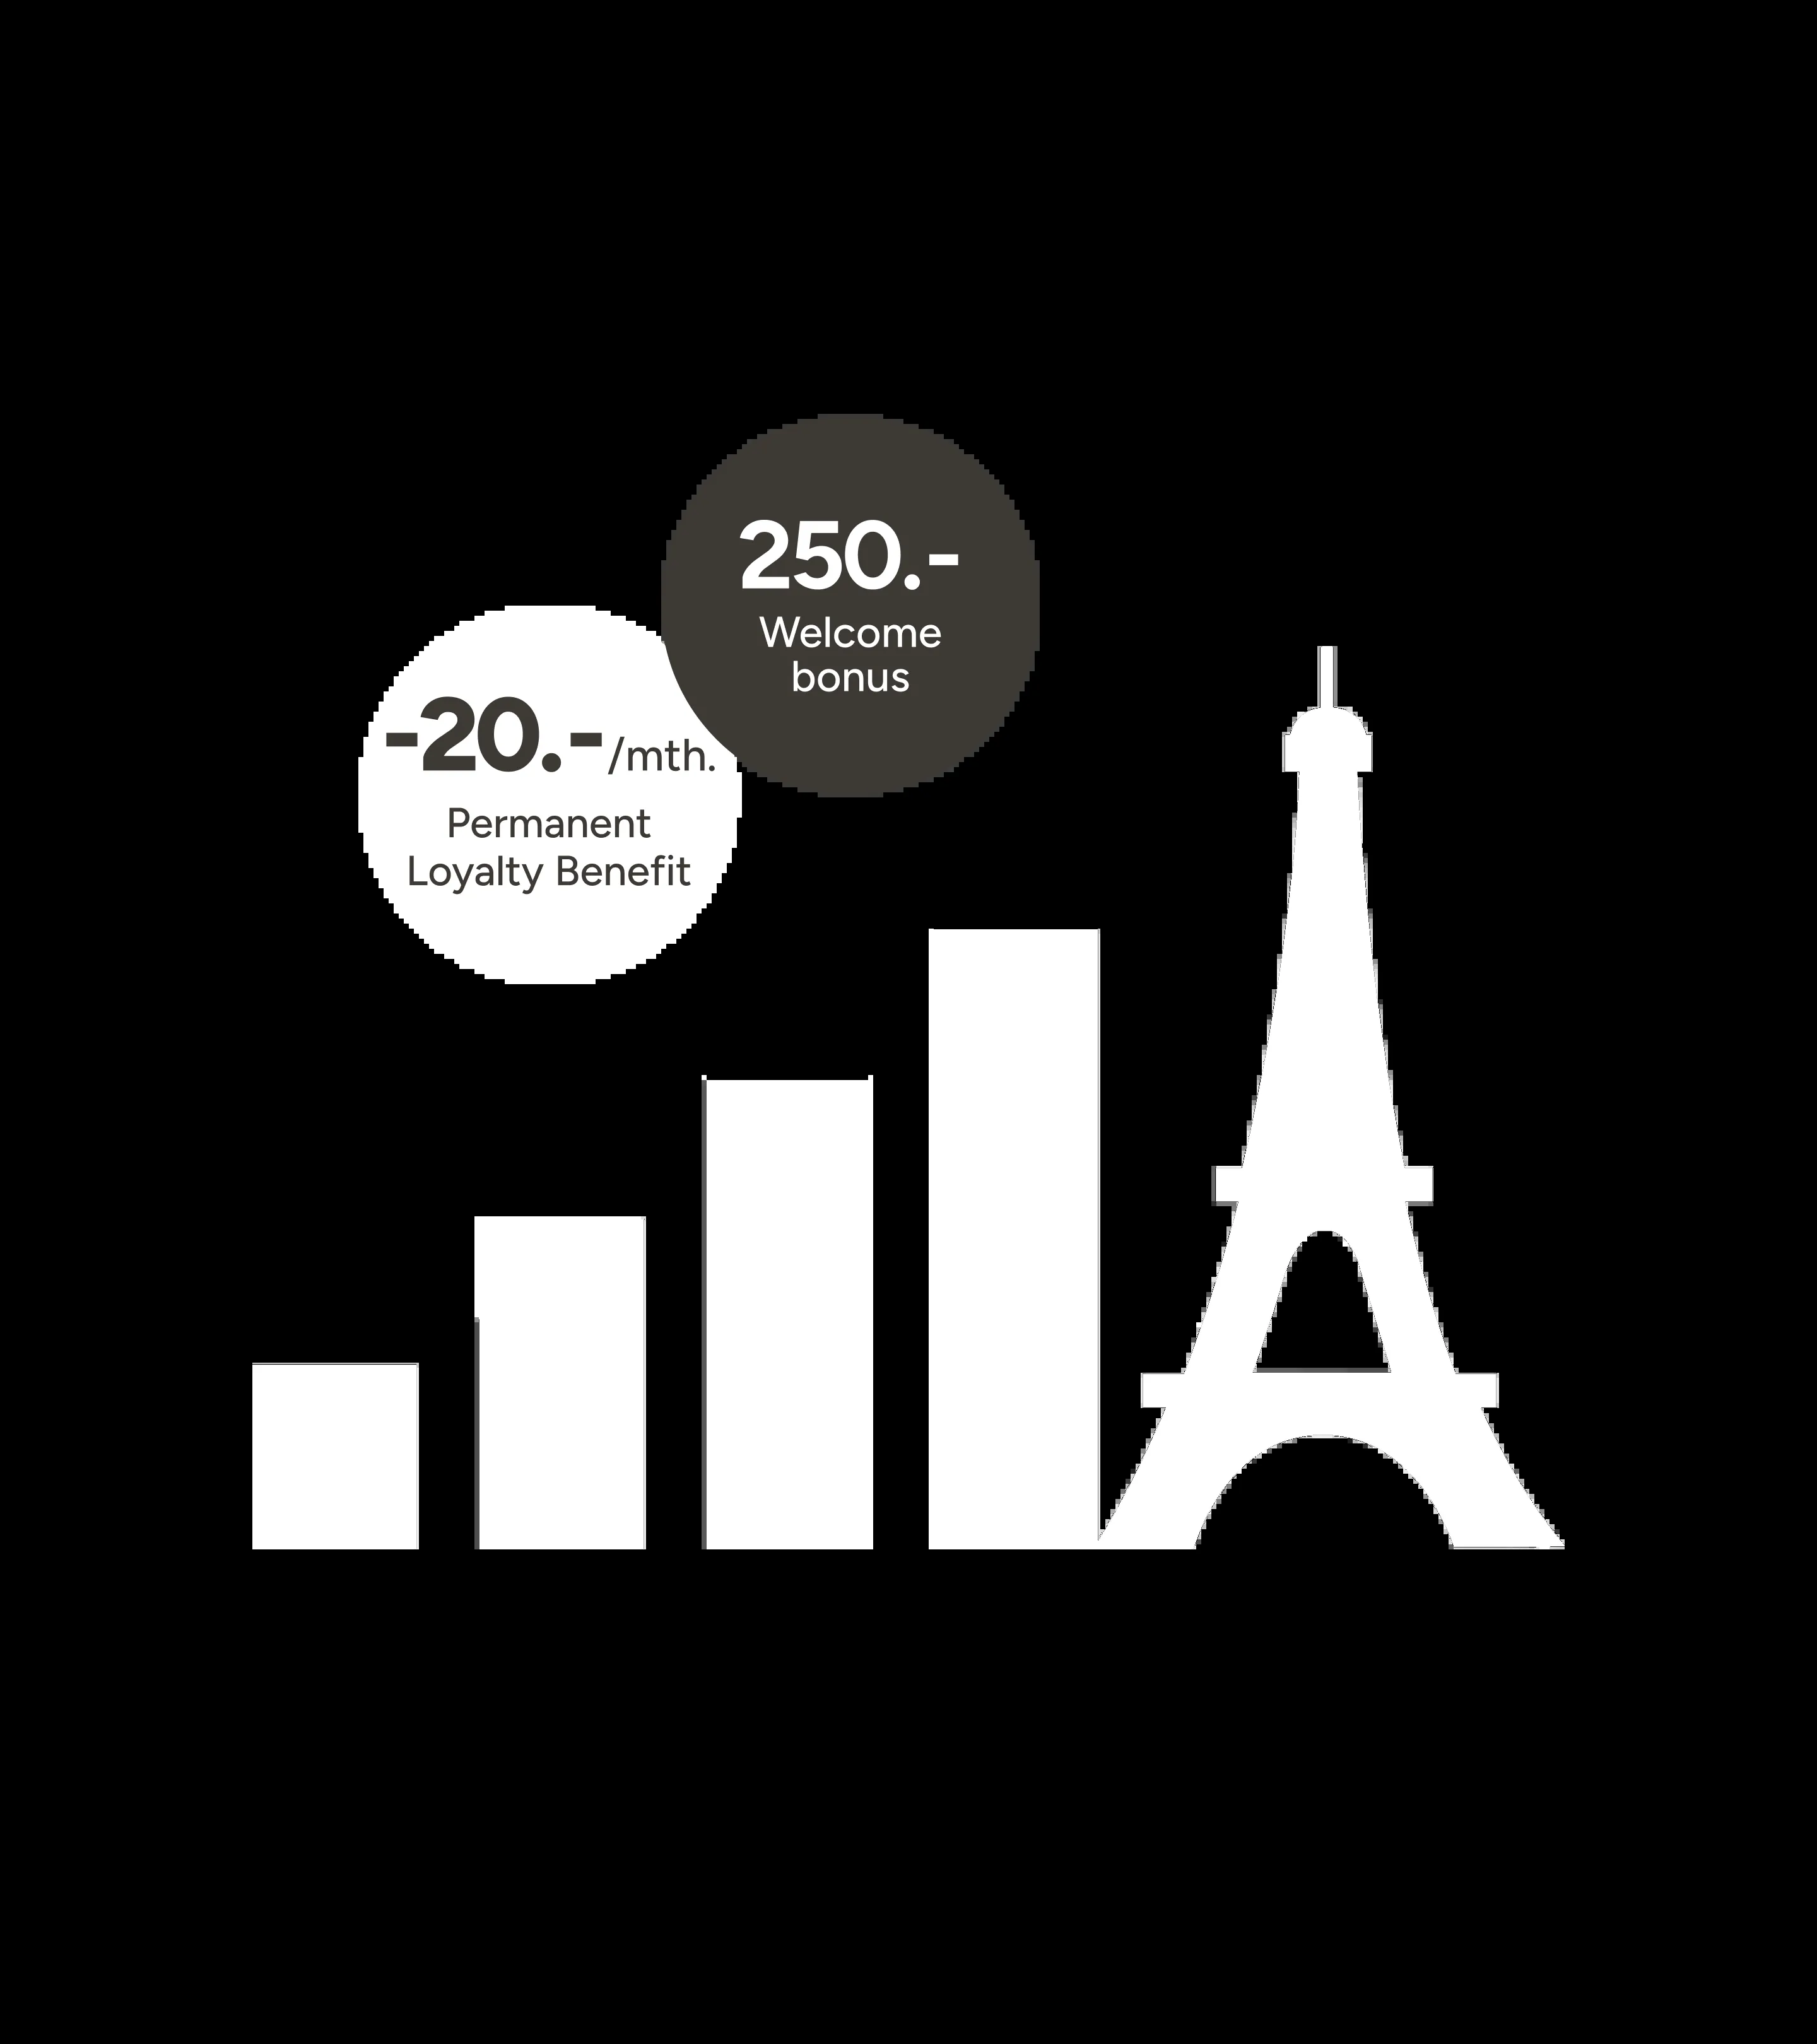 250.-
Welcome
bonus
-20.-/mth.
Permanent
Loyalty Benefit